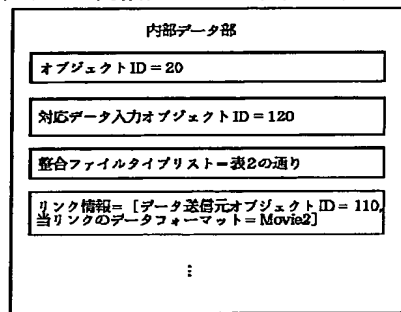 内部データ部
オブジェクトID=20
対応データ入力オブジェクトID=120
整合ファイルタイプリスト=表2の通り
リンク情報=［データ送信元オブジェクトID=110,
当リンクのデータフォーマット=Movie2］
⋮